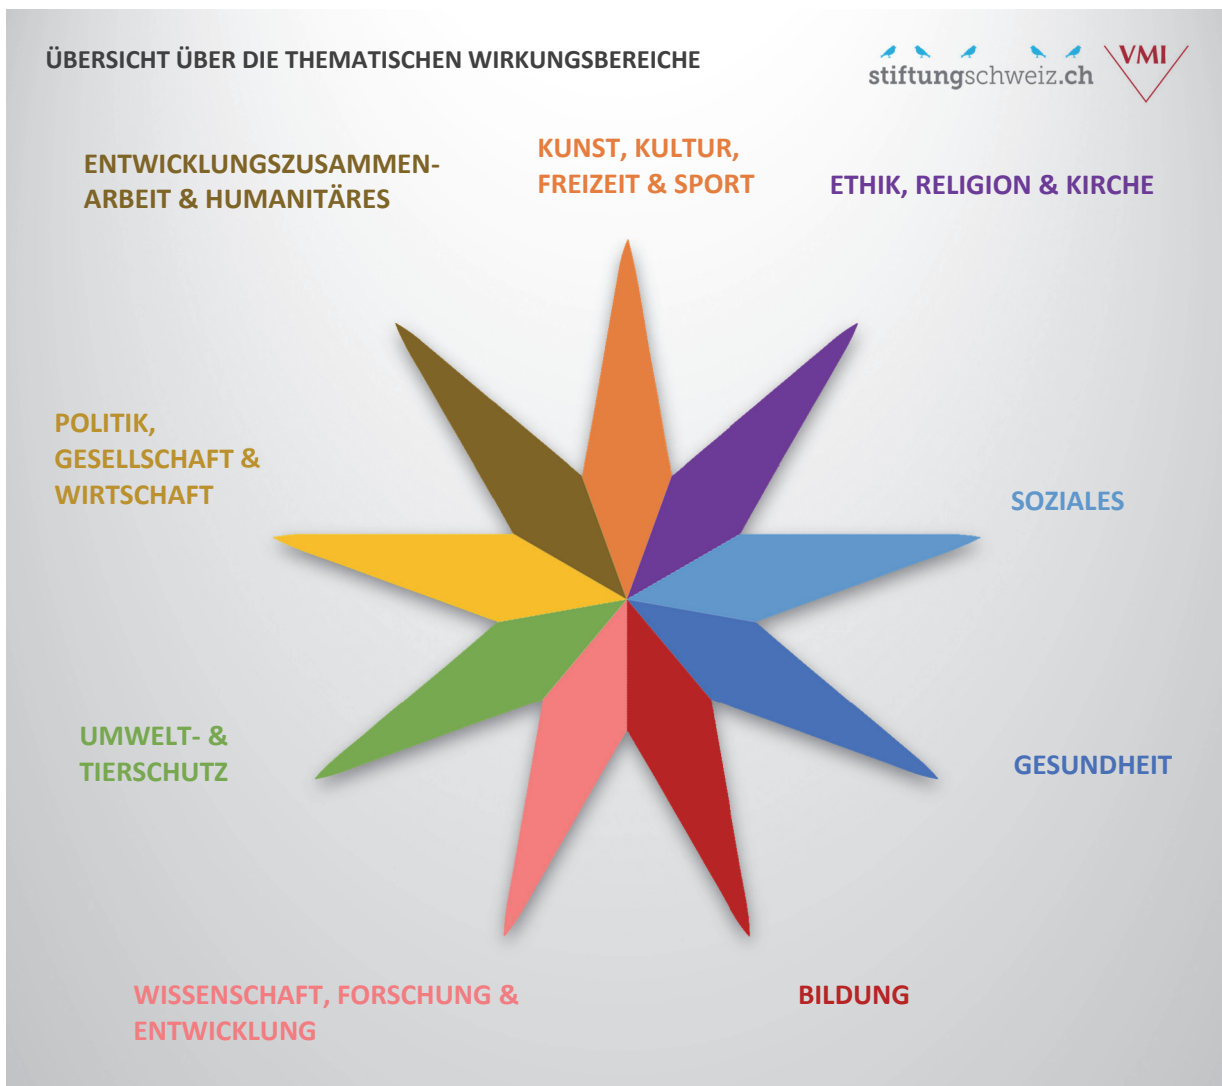 ÜBERSICHT ÜBER DIE THEMATISCHEN WIRKUNGSBEREICHE
stiftungschweiz.ch
VMI
ENTWICKLUNGSZUSAMMEN-
ARBEIT & HUMANITÄRES
KUNST, KULTUR,
FREIZEIT & SPORT
ETHIK, RELIGION & KIRCHE
POLITIK,
GESELLSCHAFT &
WIRTSCHAFT
SOZIALES
UMWELT- &
TIERSCHUTZ
GESUNDHEIT
WISSENSCHAFT, FORSCHUNG &
ENTWICKLUNG
BILDUNG